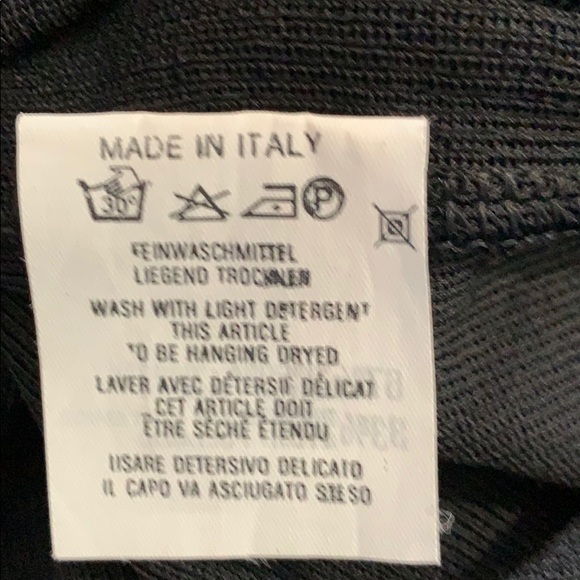 MADE IN ITALY
30° P
FEINWASCHMITTEL
LIEGEND TROCKNEN
WASH WITH LIGHT DETERGENT
THIS ARTICLE
TO BE HANGING DRYED
LAVER AVEC DÉTERSIF DÉLICAT
CET ARTICLE DOIT
ÊTRE SÉCHÉ ÉTENDU
USARE DETERSIVO DELICATO
IL CAPO VA ASCIUGATO STESO